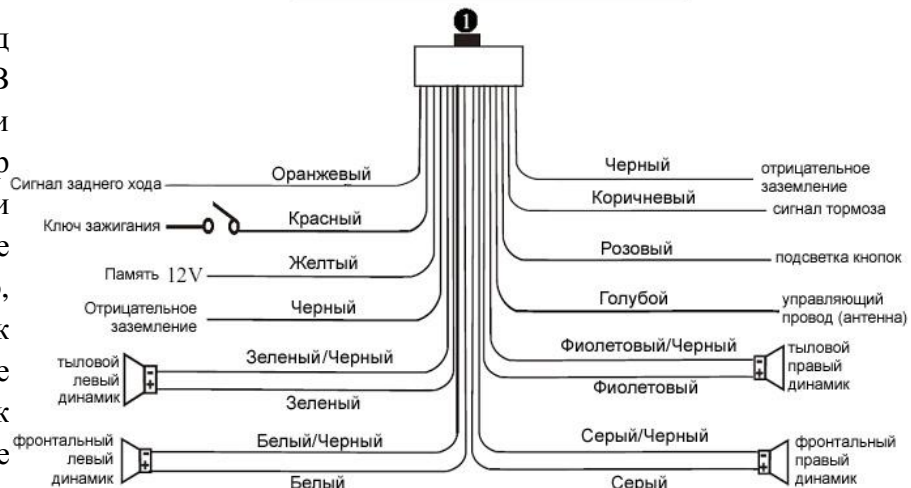 1
Оранжевый
Сигнал заднего хода
Ключ зажигания
Красный
Желтый
Память 12V
Черный
Отрицательное
заземление
Зеленый/Черный
тыловой
левый
динамик
Зеленый
Белый/Черный
фронтальный
левый
динамик
Белый
Черный
отрицательное
заземление
Коричневый
сигнал тормоза
Розовый
подсветка кнопок
Голубой
управляющий
провод (антенна)
Фиолетовый/Черный
тыловой
правый
динамик
Фиолетовый
Серый/Черный
фронтальный
правый
динамик
Серый